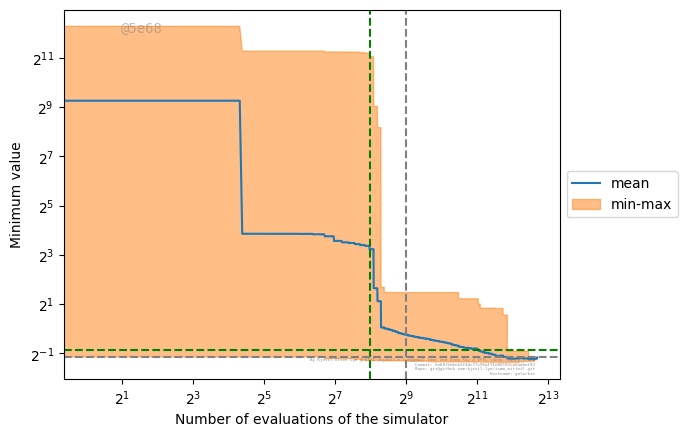 @5e68
2^11
2^9
2^7
2^5
2^3
2^1
2^-1
Minimum value
2^1
2^3
2^5
2^7
2^9
2^11
2^13
Number of evaluations of the simulator
mean
min-max